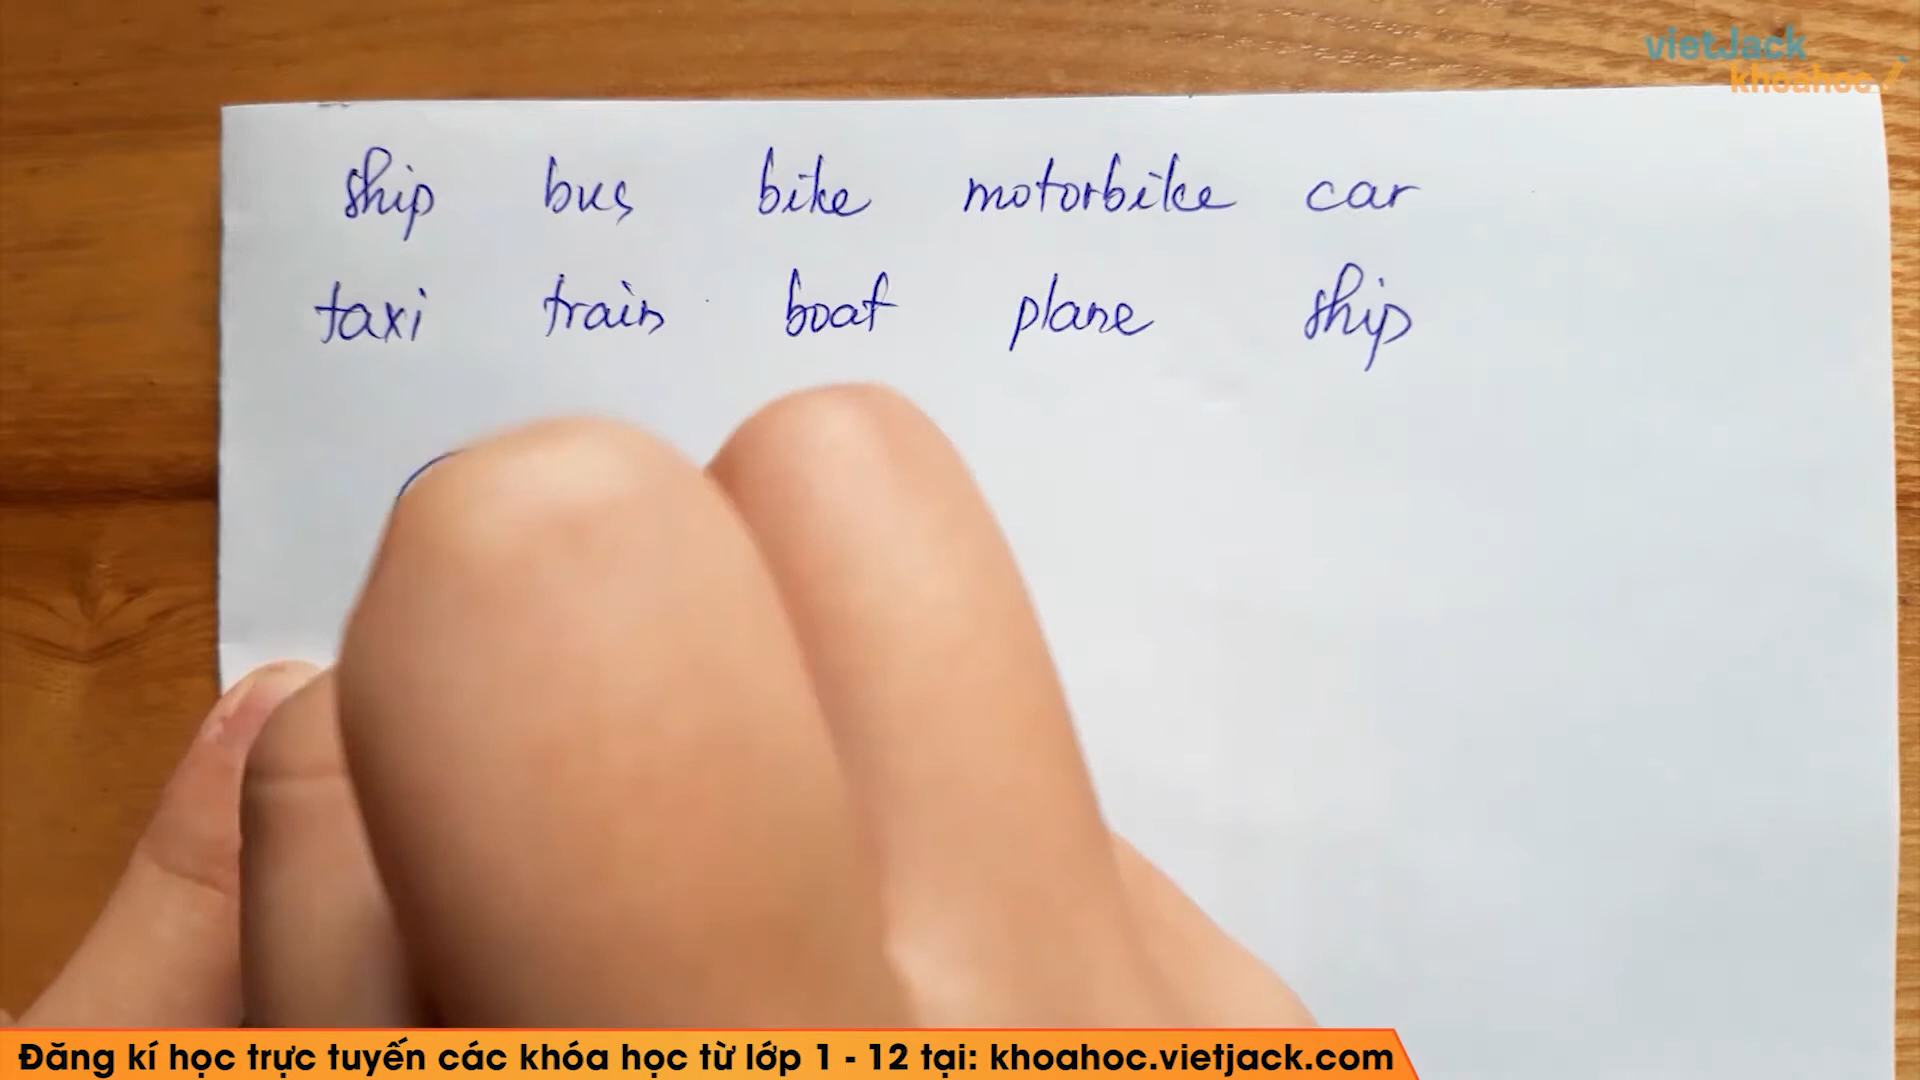 vietJack
khoahoc
ship bus bike motorbike car
taxi train boat plane ship
Đăng kí học trực tuyến các khóa học từ lớp 1 - 12 tại: khoahoc.vietjack.com